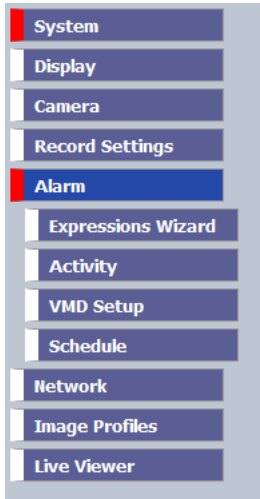 System
Display
Camera
Record Settings
Alarm
Expressions Wizard
Activity
VMD Setup
Schedule
Network
Image Profiles
Live Viewer